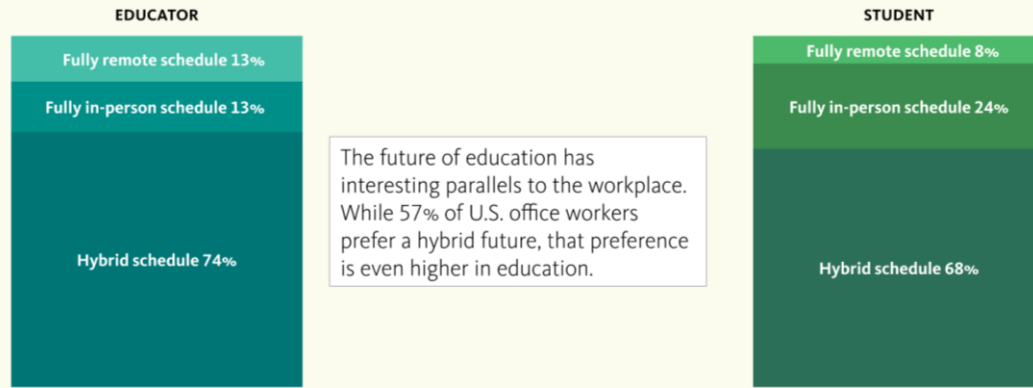 EDUCATOR
Fully remote schedule 13%
Fully in-person schedule 13%
Hybrid schedule 74%
The future of education has
interesting parallels to the workplace.
While 57% of U.S. office workers
prefer a hybrid future, that preference
is even higher in education.
STUDENT
Fully remote schedule 8%
Fully in-person schedule 24%
Hybrid schedule 68%